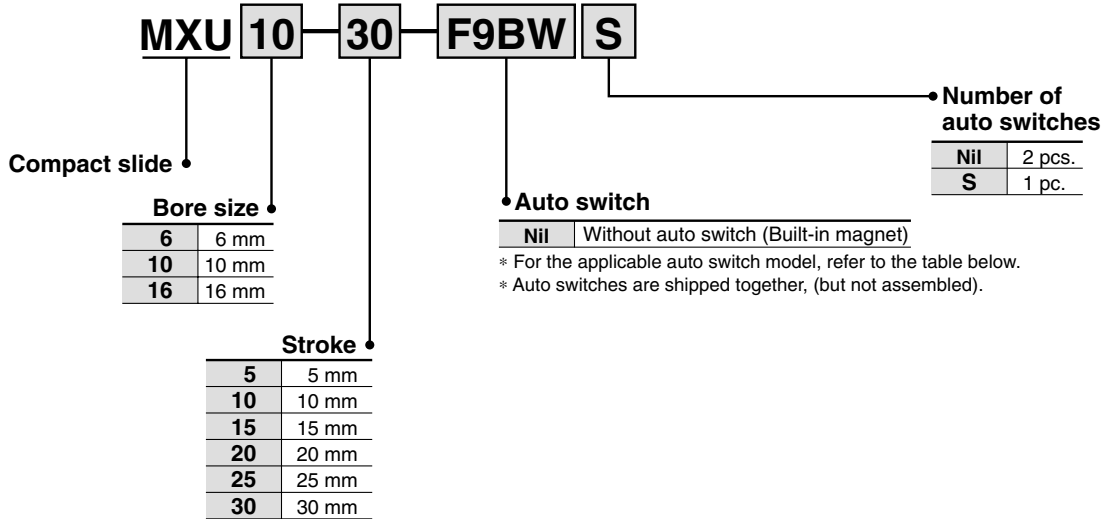 MXU 10 — 30 — F9BW S
Number of
auto switches
Nil 2 pcs.
S 1 pc.
Compact slide
Bore size
6 6 mm
10 10 mm
16 16 mm
Auto switch
Nil Without auto switch (Built-in magnet)
* For the applicable auto switch model, refer to the table below.
* Auto switches are shipped together, (but not assembled).
Stroke
5 5 mm
10 10 mm
15 15 mm
20 20 mm
25 25 mm
30 30 mm